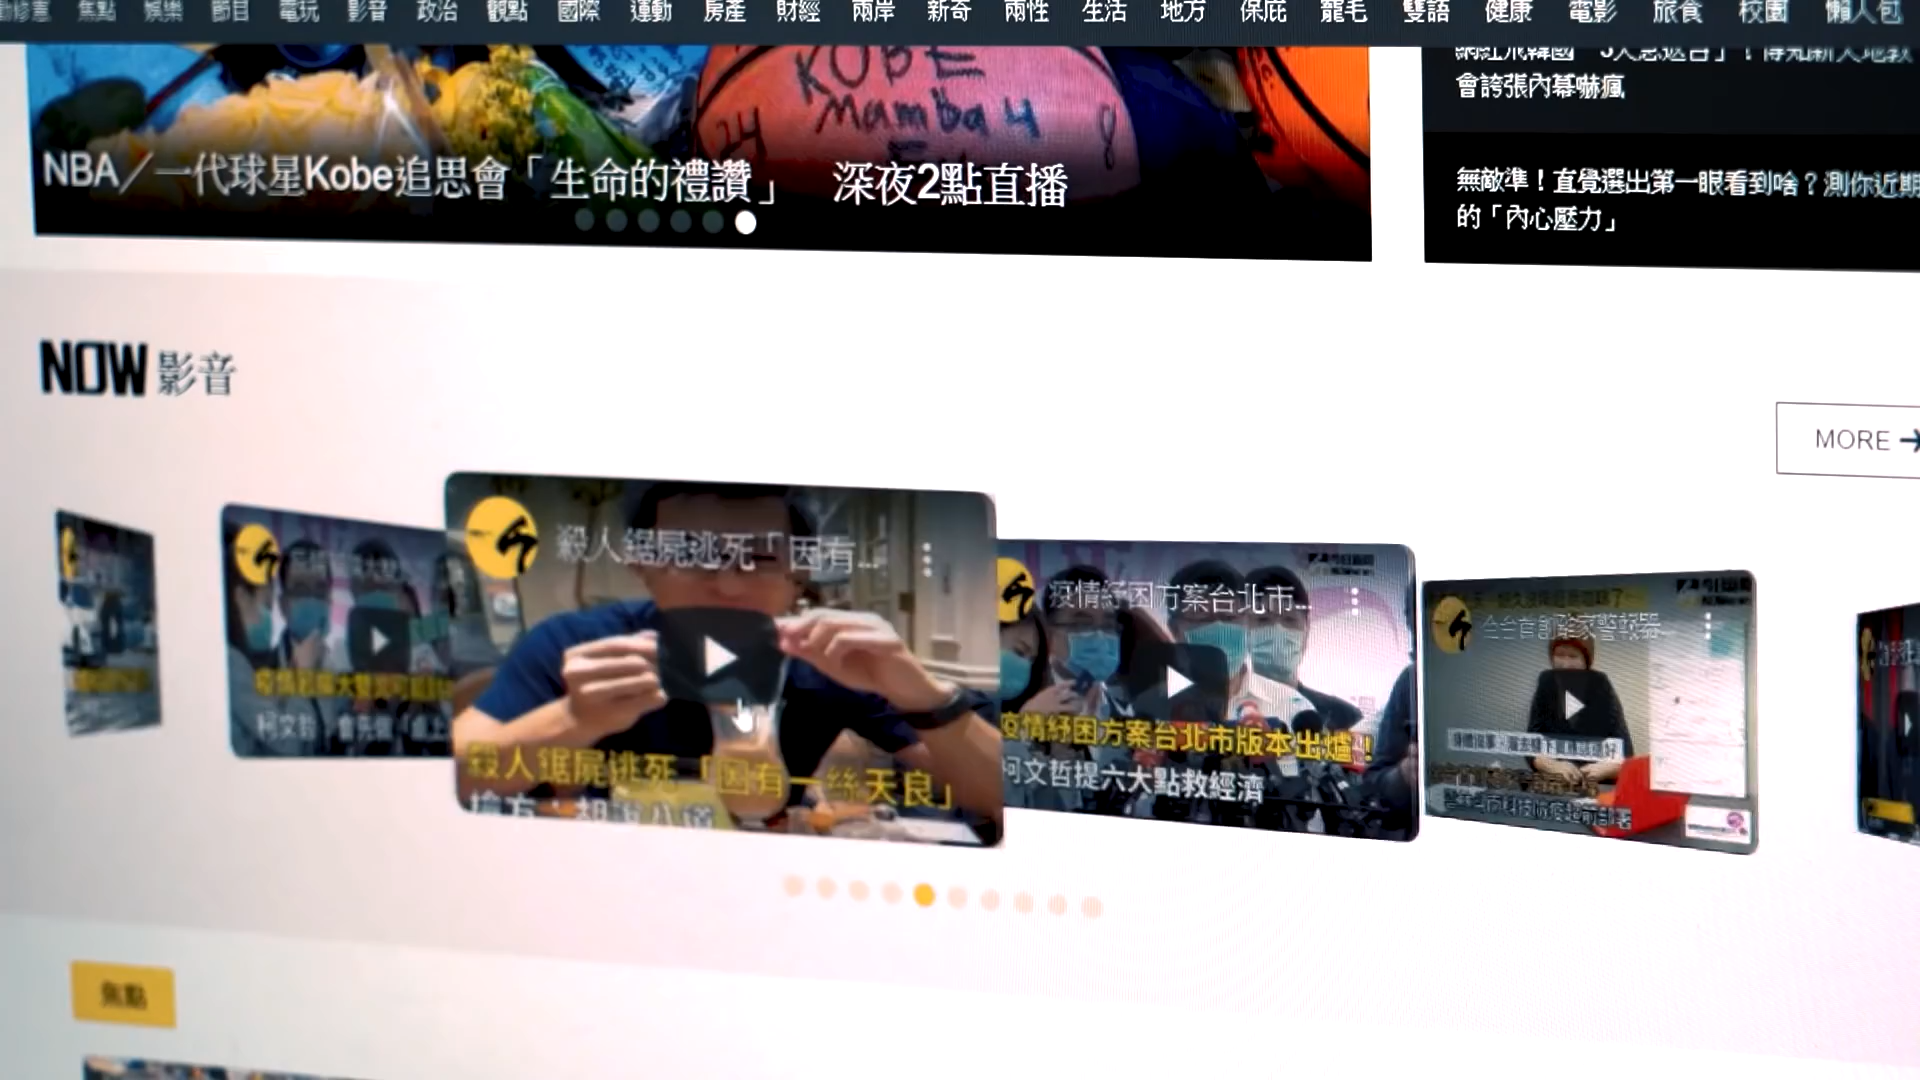 焦點 娛樂 節目 電玩 影音 政治 觀點 國際 運動 房產 財經 兩岸 新奇 兩性 生活 地方 保庇 寵毛 雙語 健康 電影 旅食 校園 懶人包
KOBE
Mamba 4
24 8
NBA／一代球星Kobe追思會「生命的禮讚」 深夜2點直播
會誇張內幕嚇瘋
無敵準！直覺選出第一眼看到啥？測你近期
的「內心壓力」
NOW影音
MORE →
殺人鋸屍逃死「因有...
殺人鋸屍逃死「因有一絲天良」
疫情紓困方案台北市...
疫情紓困方案台北市版本出爐！
柯文哲提六大點救經濟
焦點